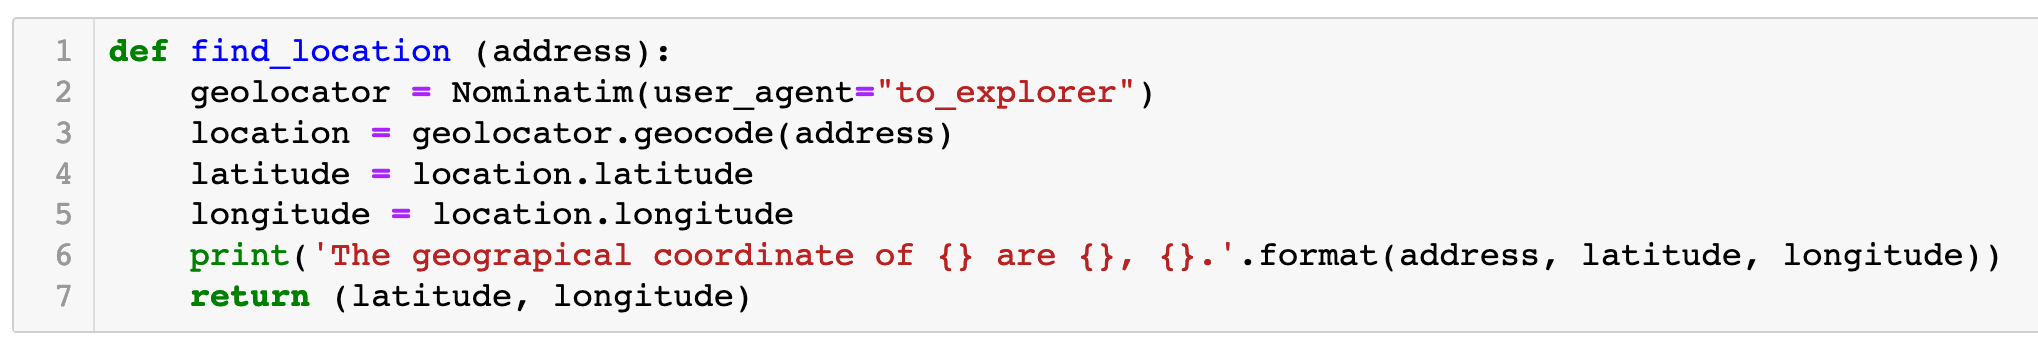 1 def find_location (address):
2     geolocator = Nominatim(user_agent="to_explorer")
3     location = geolocator.geocode(address)
4     latitude = location.latitude
5     longitude = location.longitude
6     print('The geograpical coordinate of {} are {}, {}.'.format(address, latitude, longitude))
7     return (latitude, longitude)